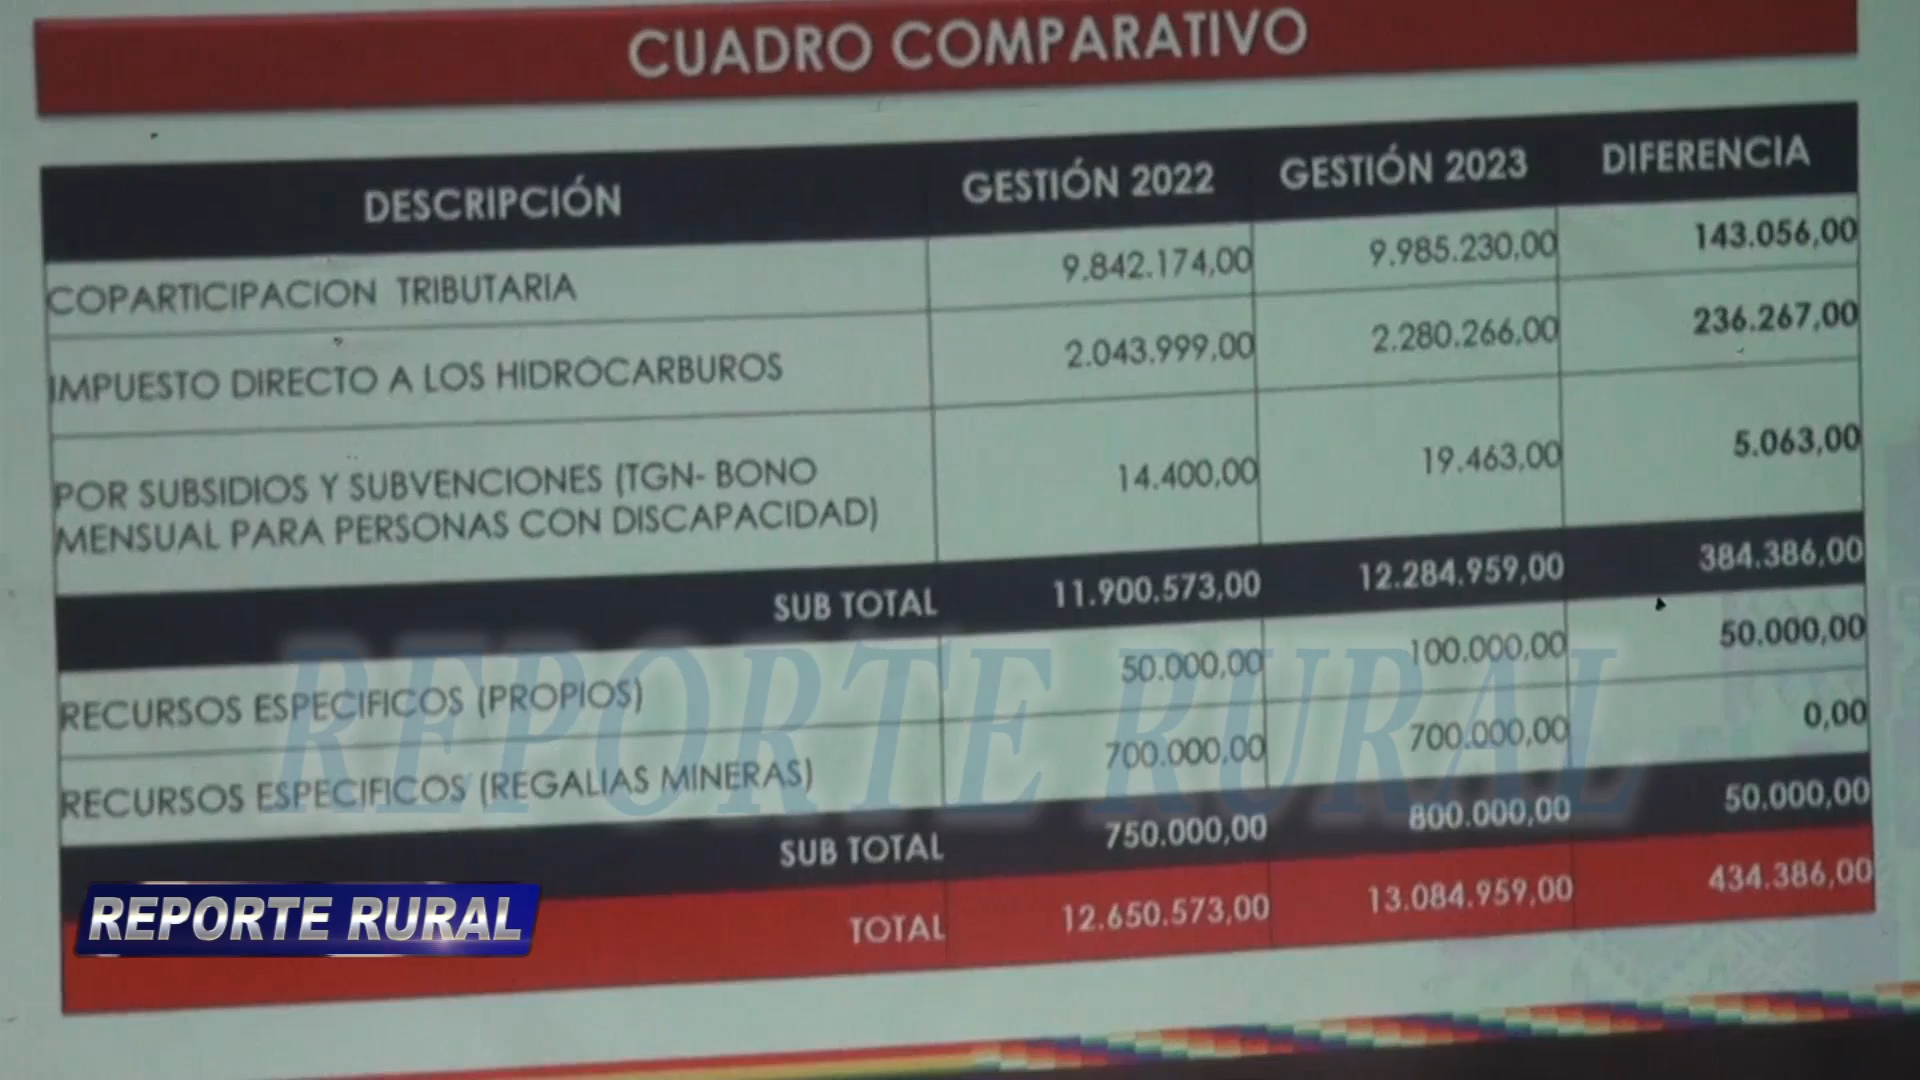 CUADRO COMPARATIVO
DESCRIPCIÓN GESTIÓN 2022 GESTIÓN 2023 DIFERENCIA
COPARTICIPACION TRIBUTARIA 9.842.174,00 9.985.230,00 143.056,00
IMPUESTO DIRECTO A LOS HIDROCARBUROS 2.043.999,00 2.280.266,00 236.267,00
POR SUBSIDIOS Y SUBVENCIONES (TGN- BONO
MENSUAL PARA PERSONAS CON DISCAPACIDAD) 14.400,00 19.463,00 5.063,00
SUB TOTAL 11.900.573,00 12.284.959,00 384.386,00
RECURSOS ESPECIFICOS (PROPIOS) 50.000,00 100.000,00 50.000,00
RECURSOS ESPECIFICOS (REGALIAS MINERAS) 700.000,00 700.000,00 0,00
SUB TOTAL 750.000,00 800.000,00 50.000,00
TOTAL 12.650.573,00 13.084.959,00 434.386,00
REPORTE RURAL
REPORTE RURAL